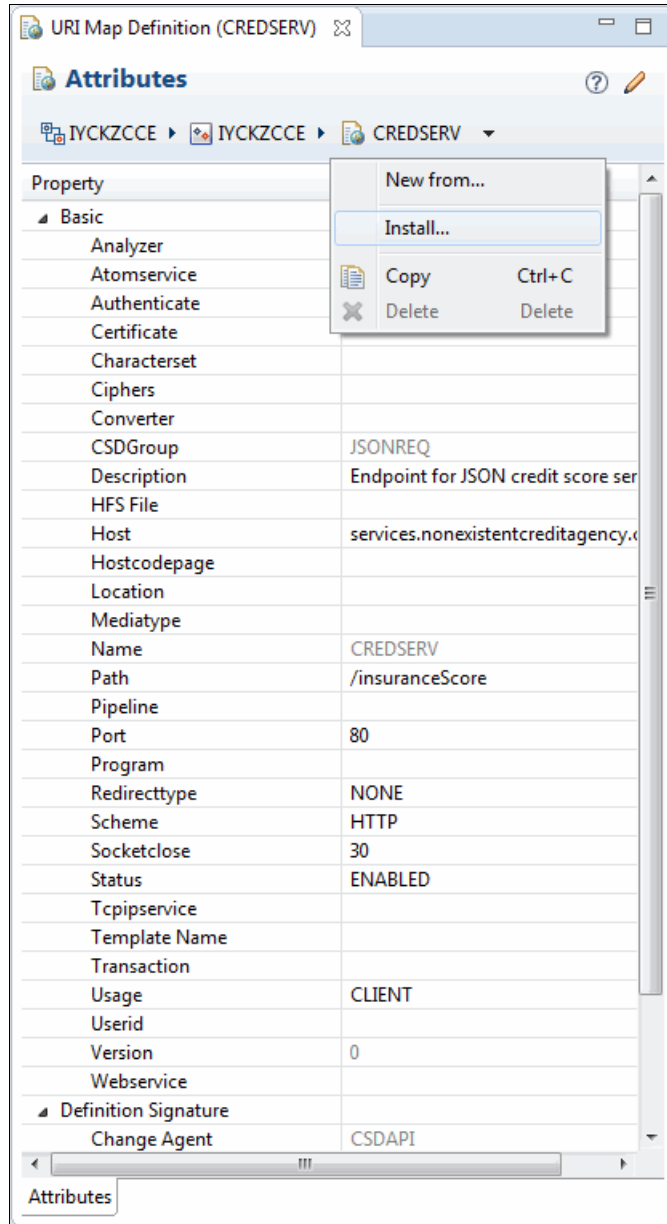 URI Map Definition (CREDSERV)
Attributes
IYCKZCCE IYCKZCCE CREDSERV
Property
New from...
Install...
Copy Ctrl+C
Delete Delete
Basic
Analyzer
Atomservice
Authenticate
Certificate
Characterset
Ciphers
Converter
CSDGroup JSONREQ
Description Endpoint for JSON credit score ser
HFS File
Host services.nonexistentcreditagency.c
Hostcodepage
Location
Mediatype
Name CREDSERV
Path /insuranceScore
Pipeline
Port 80
Program
Redirecttype NONE
Scheme HTTP
Socketclose 30
Status ENABLED
Tcpipservice
Template Name
Transaction
Usage CLIENT
Userid
Version 0
Webservice
Definition Signature
Change Agent CSDAPI
Attributes